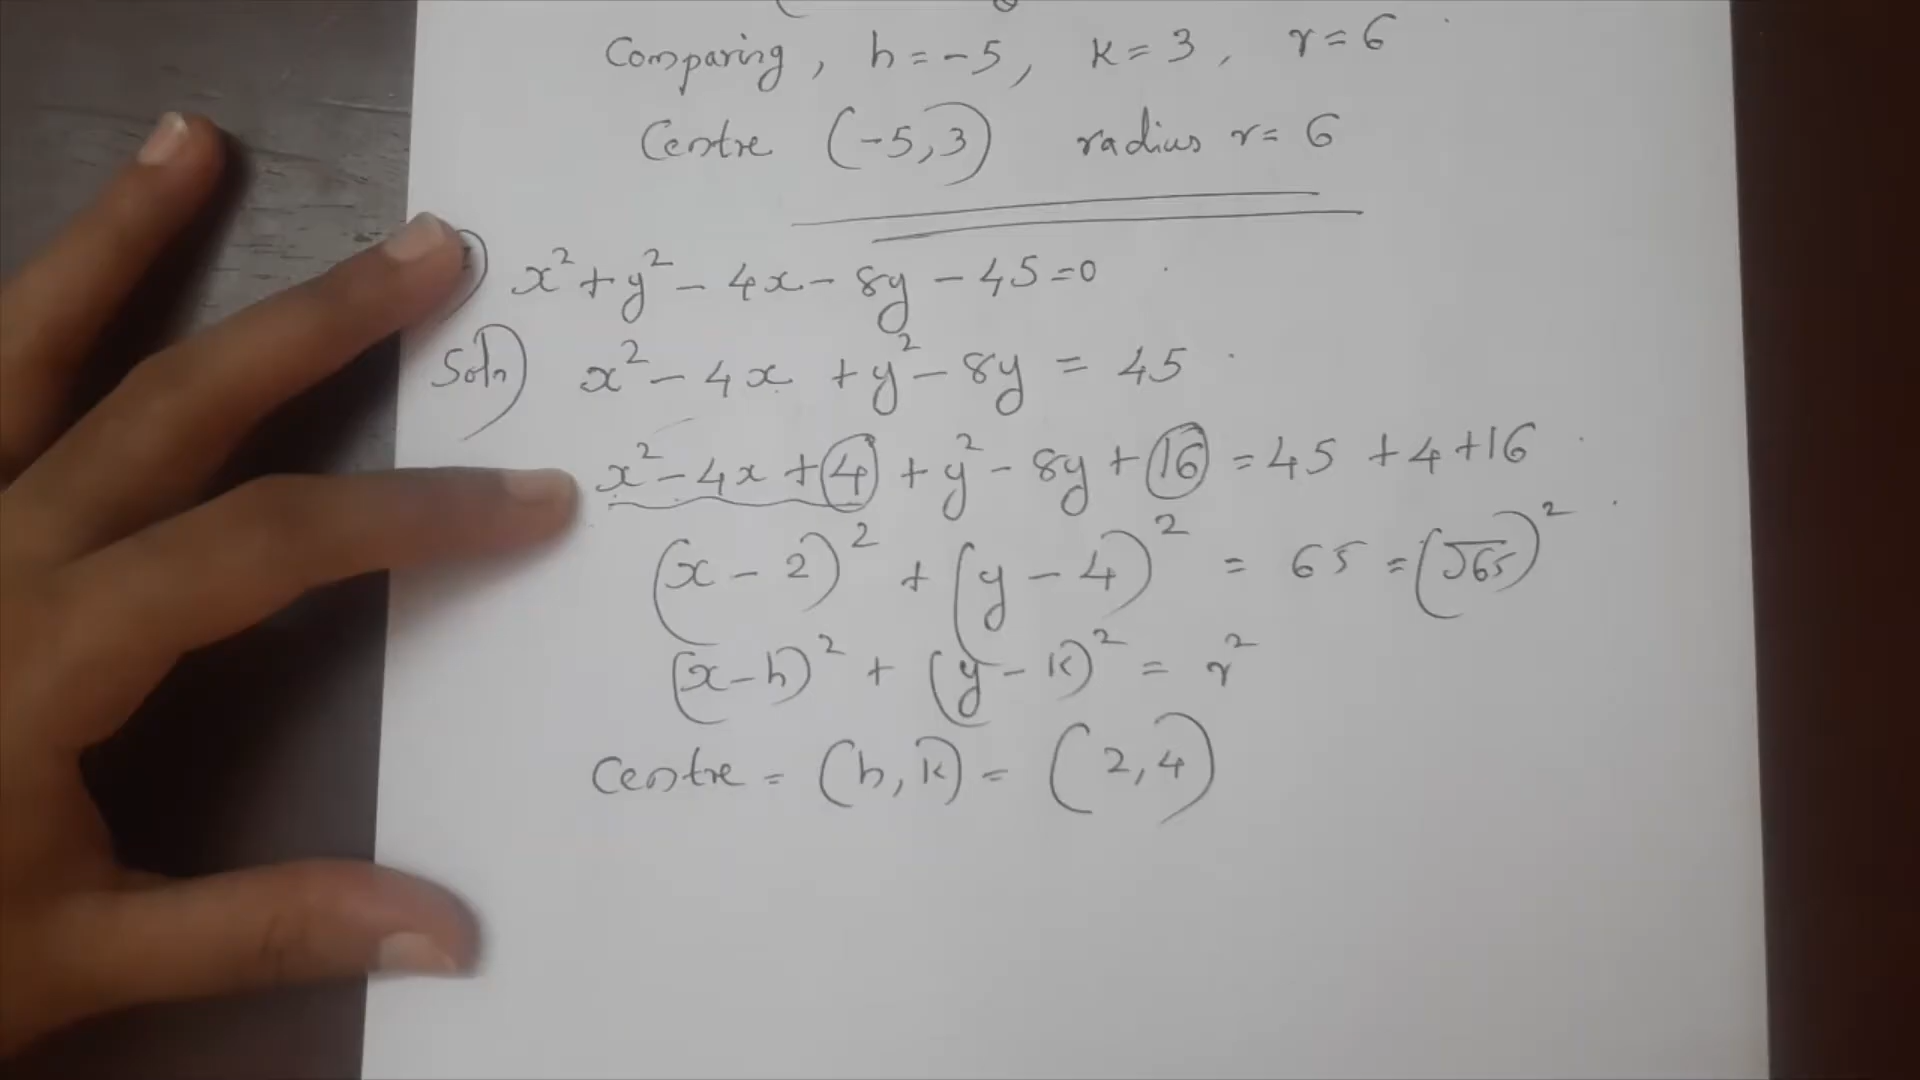 Comparing, h = -5, k = 3, r = 6
Centre (-5,3) radius r = 6
x² + y² - 4x - 8y - 45 = 0
Soln) x² - 4x + y² - 8y = 45
x² - 4x + 4 + y² - 8y + 16 = 45 + 4 + 16
(x - 2)² + (y - 4)² = 65 = (√65)²
(x - h)² + (y - k)² = r²
Centre = (h, k) = (2, 4)